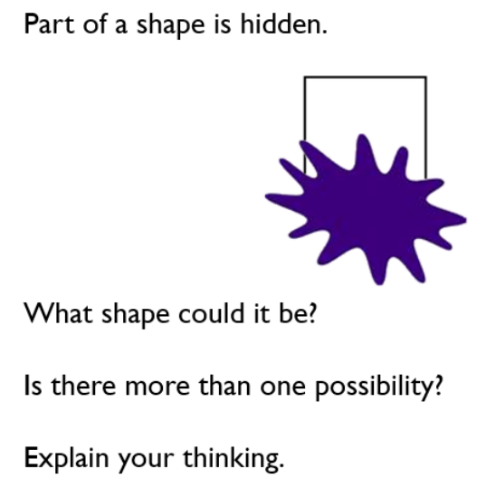 Part of a shape is hidden.
What shape could it be?
Is there more than one possibility?
Explain your thinking.